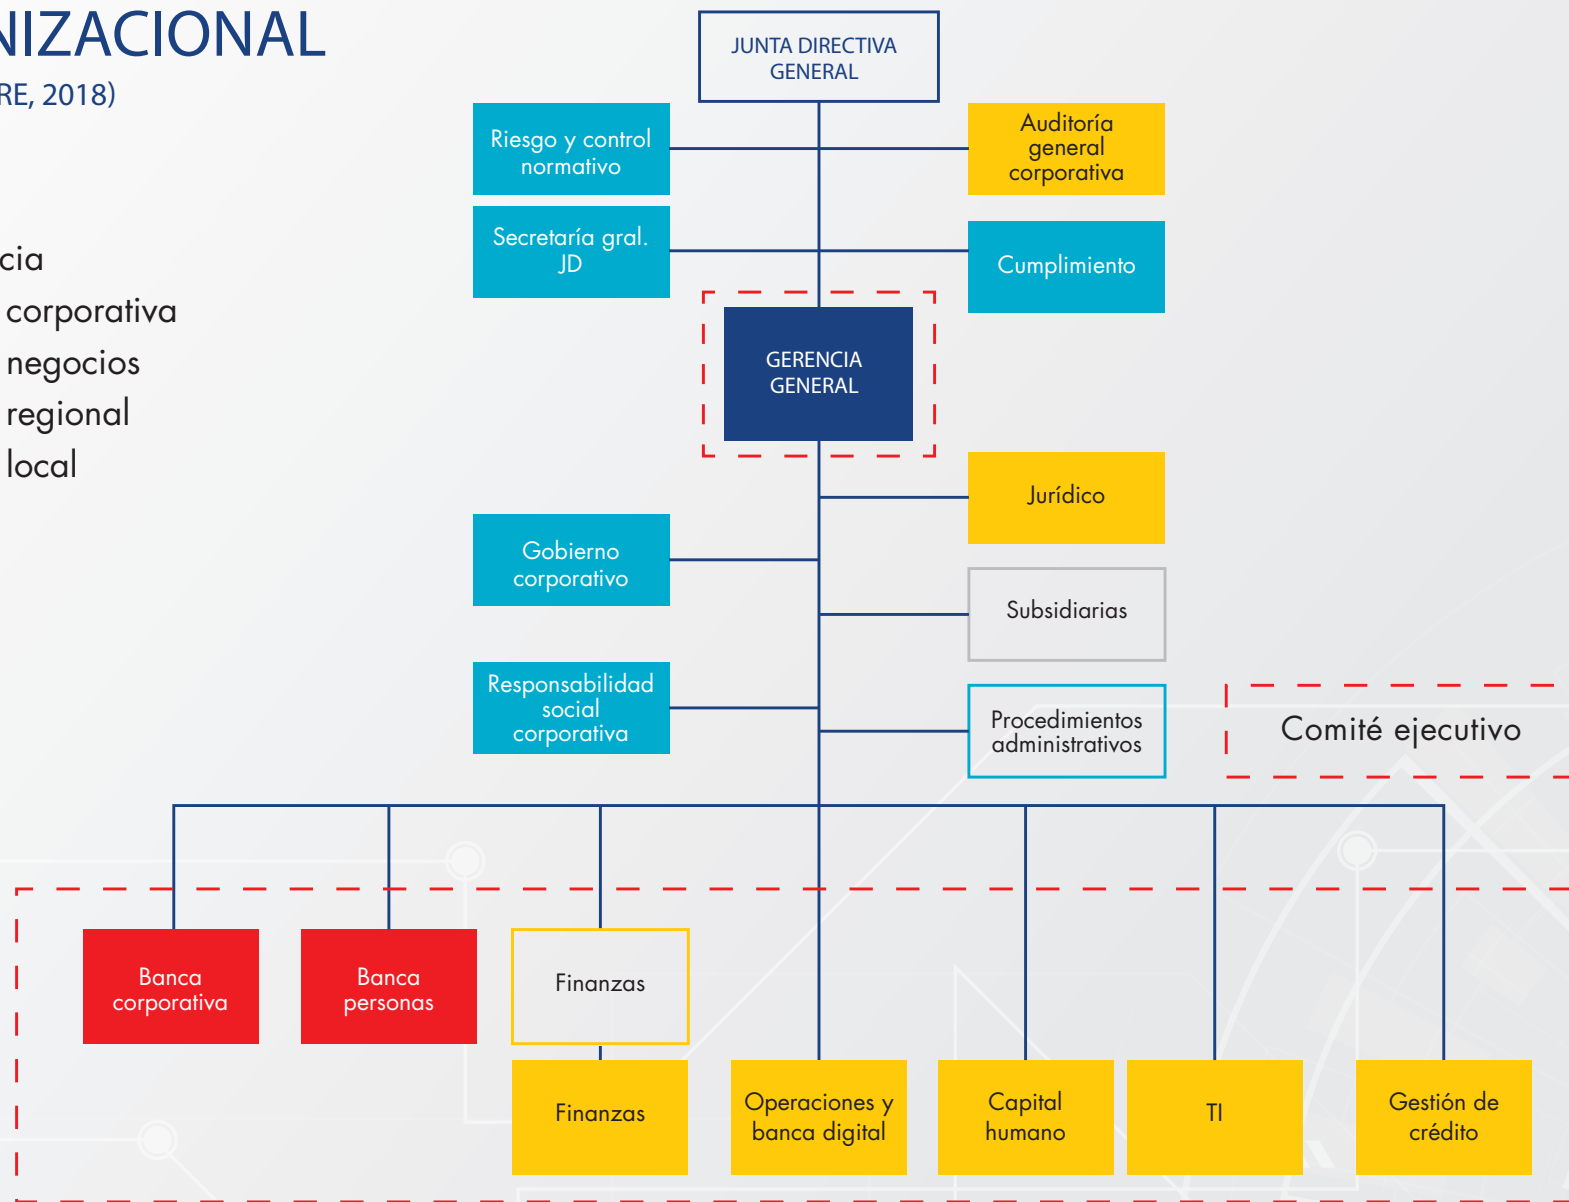 NIZACIONAL
RE, 2018)
cia
corporativa
negocios
regional
local
JUNTA DIRECTIVA
GENERAL
Riesgo y control
normativo
Auditoría
general
corporativa
Secretaría gral.
JD
Cumplimiento
GERENCIA
GENERAL
Jurídico
Gobierno
corporativo
Subsidiarias
Responsabilidad
social
corporativa
Procedimientos
administrativos
Comité ejecutivo
Banca
corporativa
Banca
personas
Finanzas
Finanzas
Operaciones y
banca digital
Capital
humano
TI
Gestión de
crédito